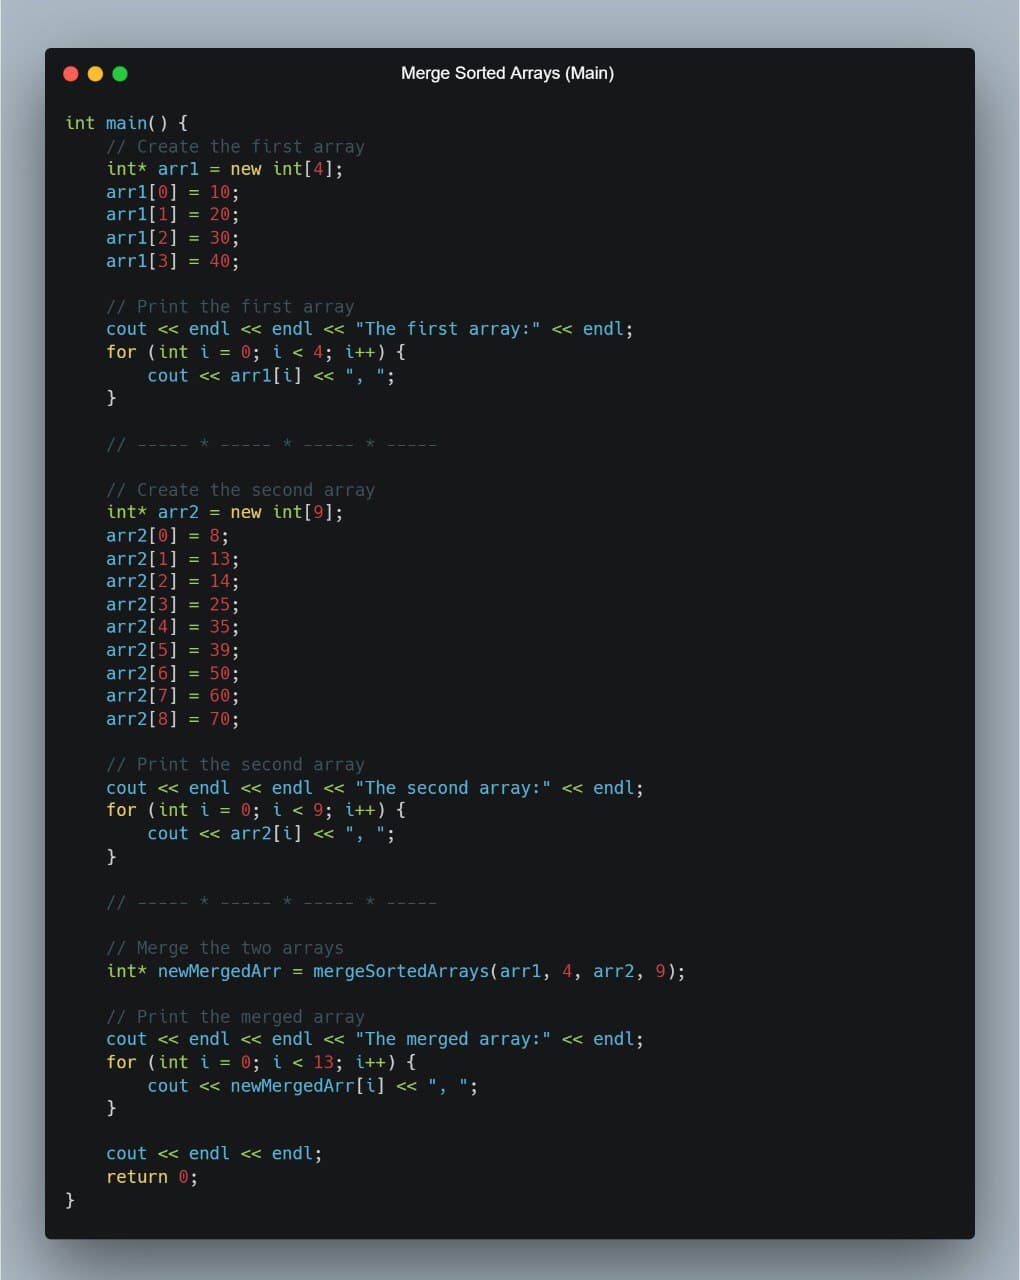 Merge Sorted Arrays (Main)
int main() {
    // Create the first array
    int* arr1 = new int[4];
    arr1[0] = 10;
    arr1[1] = 20;
    arr1[2] = 30;
    arr1[3] = 40;

    // Print the first array
    cout << endl << endl << "The first array:" << endl;
    for (int i = 0; i < 4; i++) {
        cout << arr1[i] << ", ";
    }

    // ----- * ----- * ----- * -----

    // Create the second array
    int* arr2 = new int[9];
    arr2[0] = 8;
    arr2[1] = 13;
    arr2[2] = 14;
    arr2[3] = 25;
    arr2[4] = 35;
    arr2[5] = 39;
    arr2[6] = 50;
    arr2[7] = 60;
    arr2[8] = 70;

    // Print the second array
    cout << endl << endl << "The second array:" << endl;
    for (int i = 0; i < 9; i++) {
        cout << arr2[i] << ", ";
    }

    // ----- * ----- * ----- * -----

    // Merge the two arrays
    int* newMergedArr = mergeSortedArrays(arr1, 4, arr2, 9);

    // Print the merged array
    cout << endl << endl << "The merged array:" << endl;
    for (int i = 0; i < 13; i++) {
        cout << newMergedArr[i] << ", ";
    }

    cout << endl << endl;
    return 0;
}